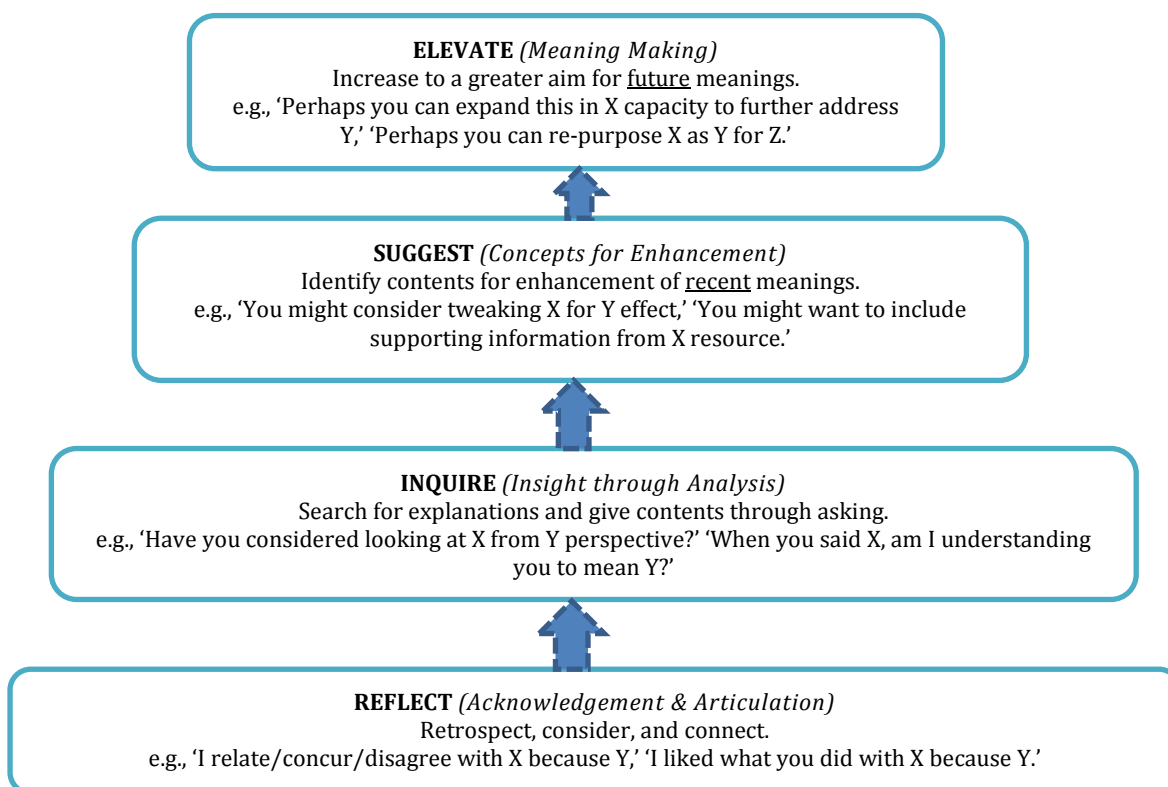 ELEVATE (Meaning Making)
Increase to a greater aim for future meanings.
e.g., ‘Perhaps you can expand this in X capacity to further address
Y,’ ‘Perhaps you can re-purpose X as Y for Z.’
SUGGEST (Concepts for Enhancement)
Identify contents for enhancement of recent meanings.
e.g., ‘You might consider tweaking X for Y effect,’ ‘You might want to include
supporting information from X resource.’
INQUIRE (Insight through Analysis)
Search for explanations and give contents through asking.
e.g., ‘Have you considered looking at X from Y perspective?’ ‘When you said X, am I understanding
you to mean Y?’
REFLECT (Acknowledgement & Articulation)
Retrospect, consider, and connect.
e.g., ‘I relate/concur/disagree with X because Y,’ ‘I liked what you did with X because Y.’